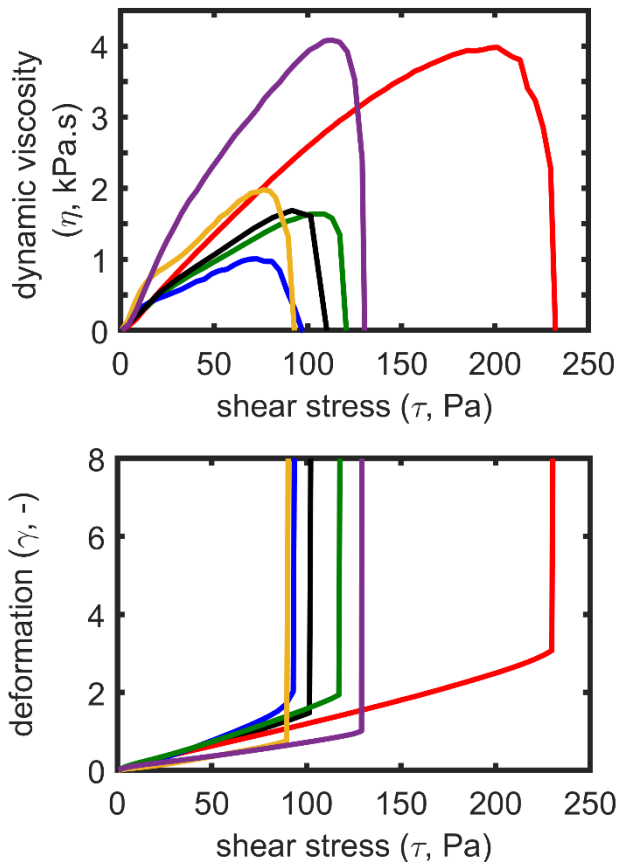 dynamic viscosity
(η, kPa.s)
4
3
2
1
0
0 50 100 150 200 250
shear stress (τ, Pa)
deformation (γ, -)
8
6
4
2
0
0 50 100 150 200 250
shear stress (τ, Pa)